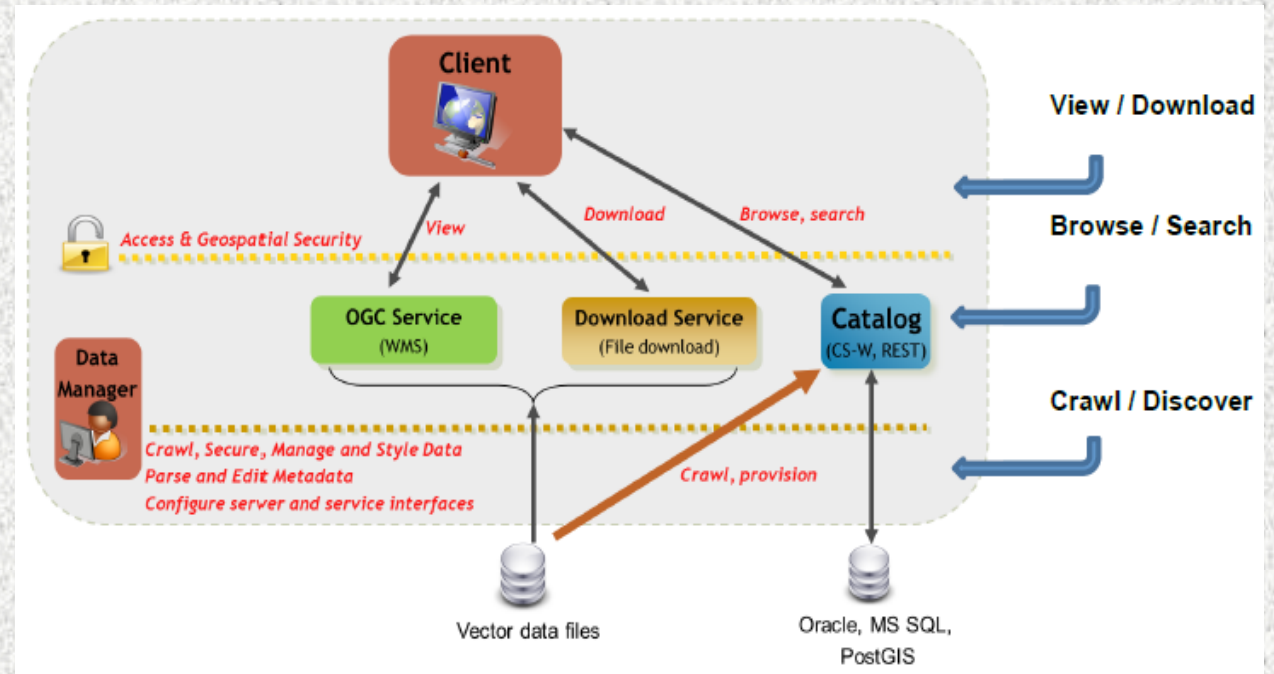 Client
View / Download
View
Download
Browse, search
Browse / Search
Access & Geospatial Security
OGC Service
(WMS)
Download Service
(File download)
Catalog
(CS-W, REST)
Data
Manager
Crawl / Discover
Crawl, Secure, Manage and Style Data
Parse and Edit Metadata
Configure server and service interfaces
Crawl, provision
Vector data files
Oracle, MS SQL,
PostGIS